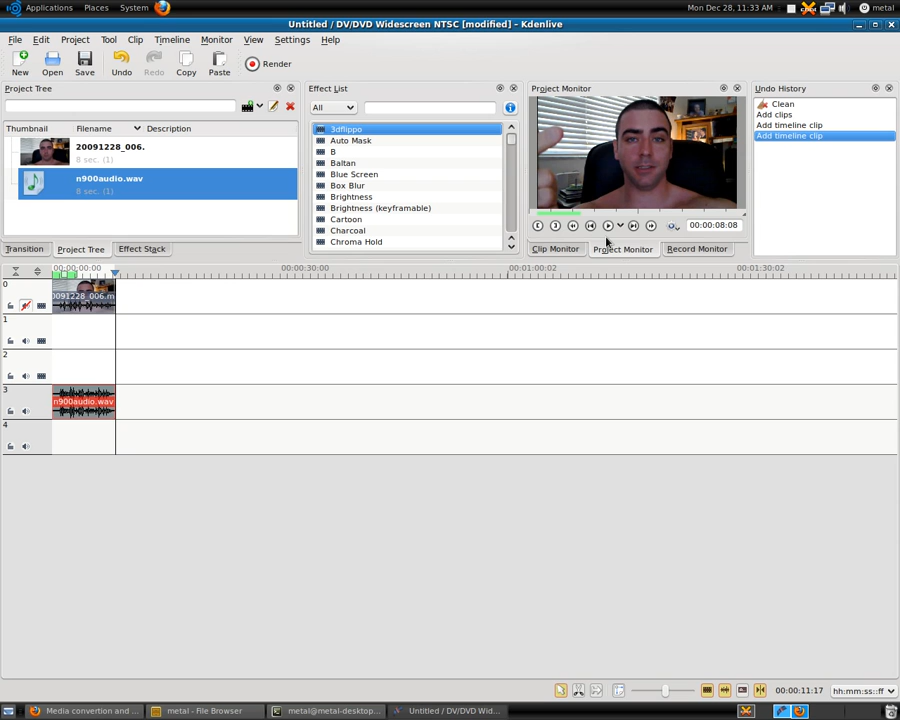 Applications Places System
Mon Dec 28, 11:33 AM
metal
Untitled / DV/DVD Widescreen NTSC [modified] - Kdenlive
File Edit Project Tool Clip Timeline Monitor View Settings Help
New Open Save Undo Redo Copy Paste Render
Project Tree
Thumbnail Filename Description
20091228_006.
8 sec. (1)
n900audio.wav
8 sec. (1)
Transition Project Tree Effect Stack
Effect List
All
3dflippo
Auto Mask
B
Baltan
Blue Screen
Box Blur
Brightness
Brightness (keyframable)
Cartoon
Charcoal
Chroma Hold
Project Monitor
00:00:08:08
Clip Monitor Project Monitor Record Monitor
Undo History
Clean
Add clips
Add timeline clip
Add timeline clip
00:00:00:00 00:00:30:00 00:01:00:02 00:01:30:02
0
0091228_006.m
1
2
3
n900audio.wav
4
00:00:11:17 hh:mm:ss::ff
Media convertion and ... metal - File Browser metal@metal-desktop... Untitled / DV/DVD Wid...